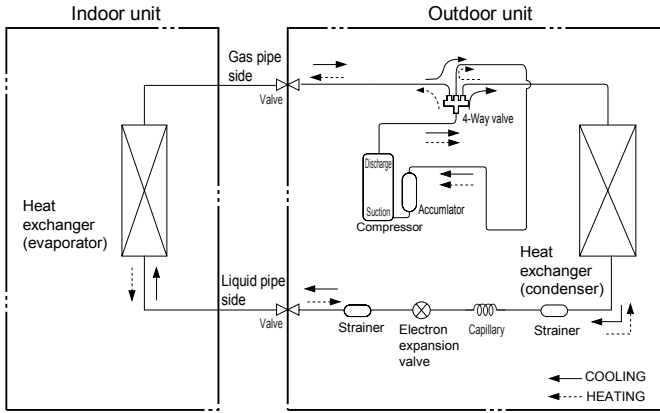 Indoor unit
Outdoor unit
Gas pipe
side
Valve
4-Way valve
Discharge
Suction
Accumlator
Compressor
Heat
exchanger
(evaporator)
Heat
exchanger
(condenser)
Liquid pipe
side
Valve
Strainer
Electron
expansion
valve
Capillary
Strainer
COOLING
HEATING